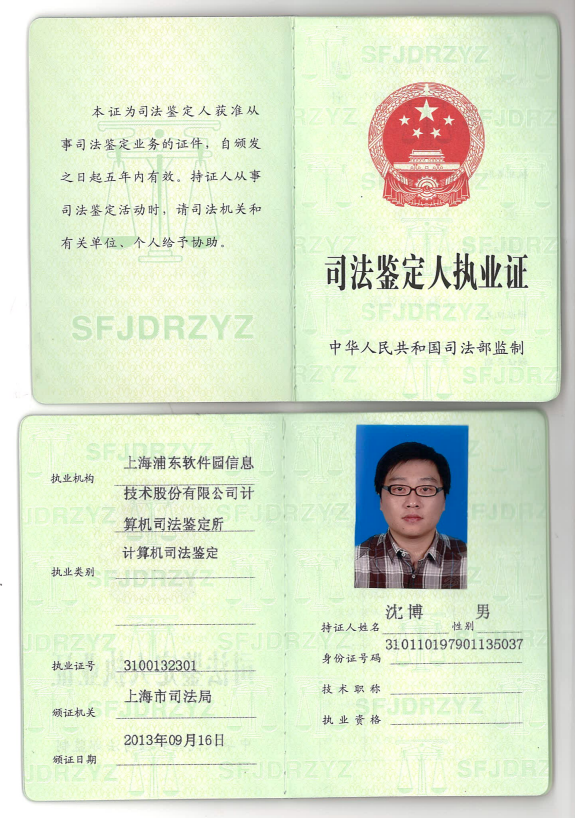 本证为司法鉴定人获准从
事司法鉴定业务的证件，自颁发
之日起五年内有效。持证人从事
司法鉴定活动时，请司法机关和
有关单位、个人给予协助。
SFJDRZYZ
司法鉴定人执业证
中华人民共和国司法部监制
执业机构 上海浦东软件园信息
技术股份有限公司计
算机司法鉴定所
执业类别 计算机司法鉴定
执业证号 3100132301
颁证机关 上海市司法局
颁证日期 2013年09月16日
持证人姓名 沈博 性别 男
身份证号码 310110197901135037
技术职称
执业资格